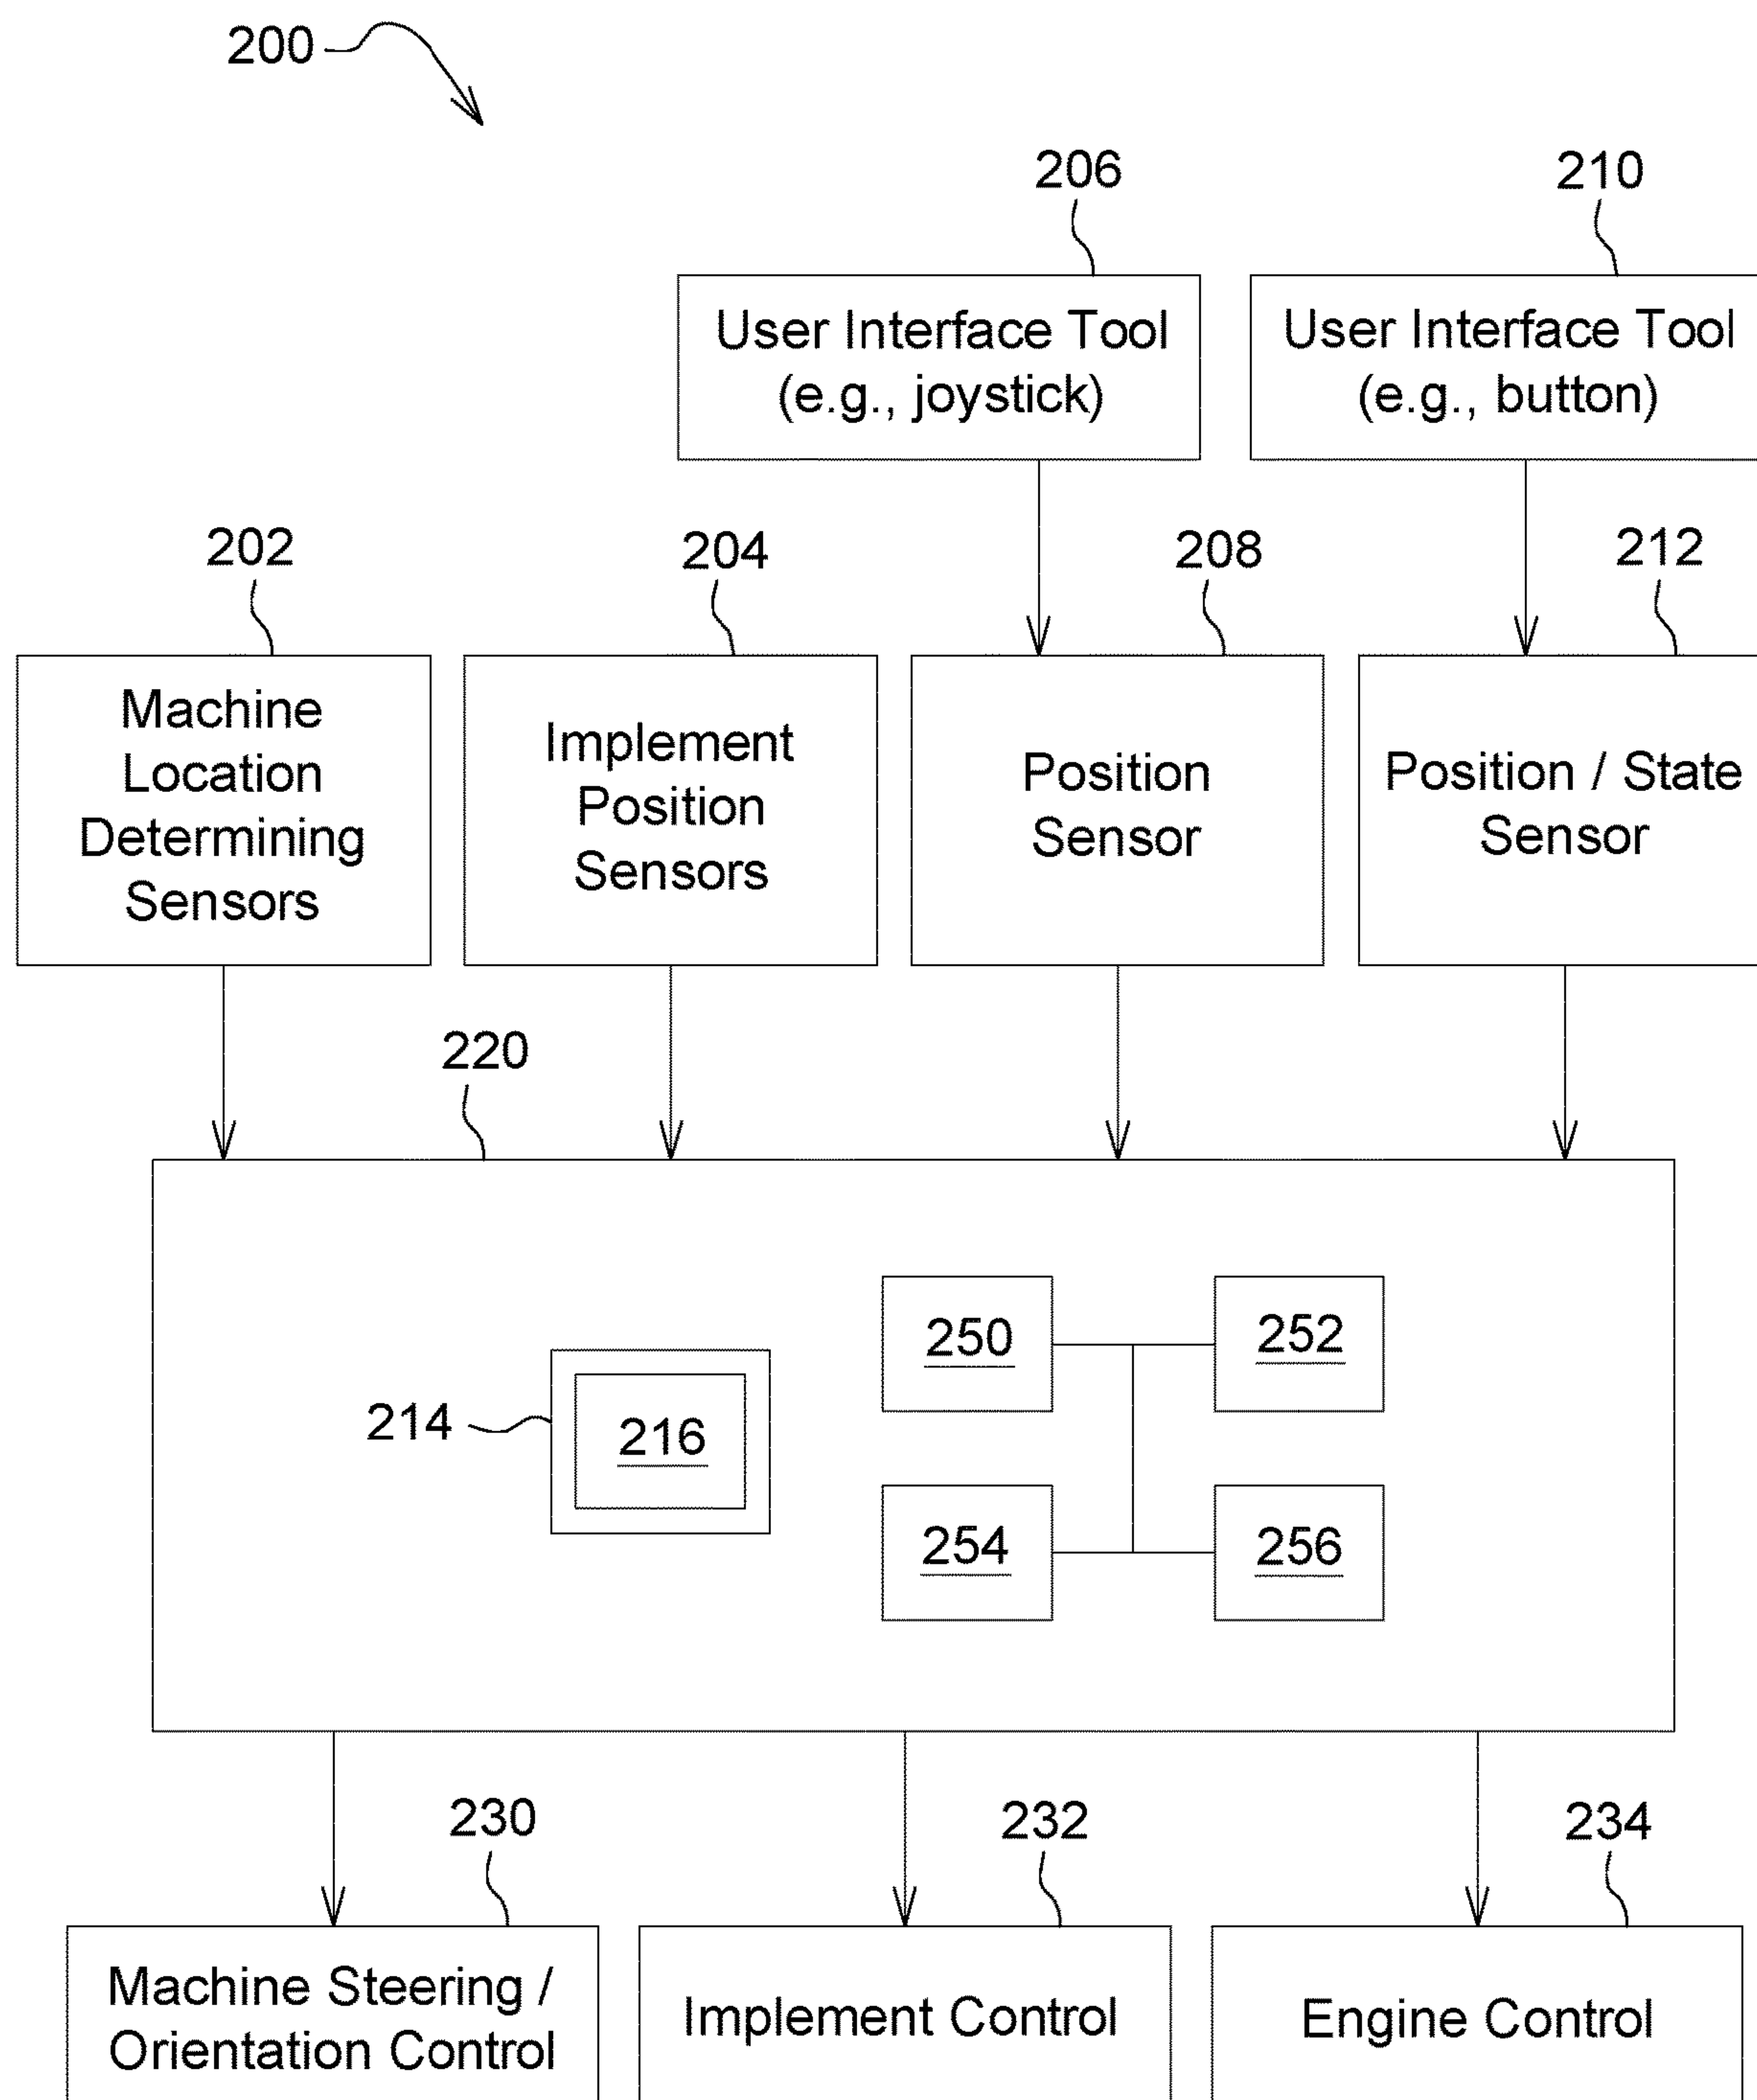 200
206
210
User Interface Tool
(e.g., joystick)
User Interface Tool
(e.g., button)
202
204
208
212
Machine
Location
Determining
Sensors
Implement
Position
Sensors
Position
Sensor
Position / State
Sensor
220
214
216
250
252
254
256
230
232
234
Machine Steering /
Orientation Control
Implement Control
Engine Control